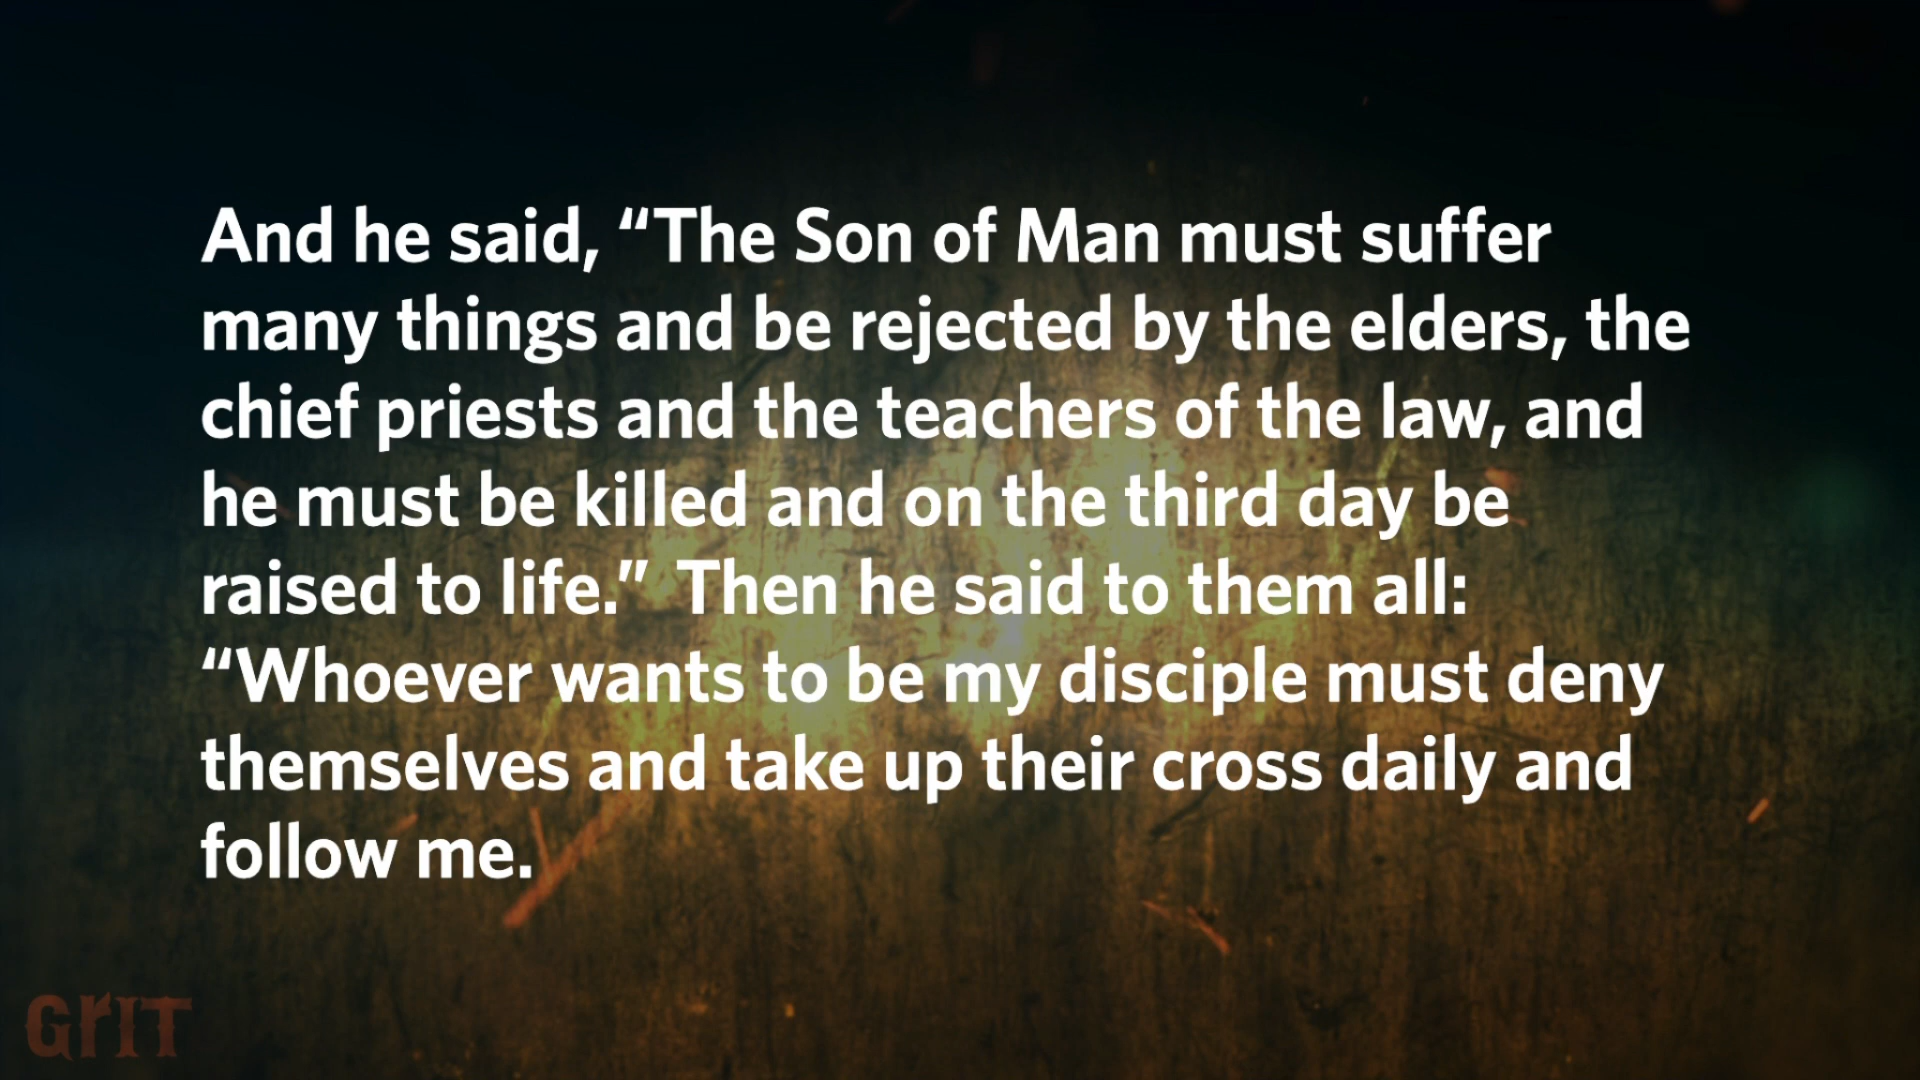 And he said, “The Son of Man must suffer
many things and be rejected by the elders, the
chief priests and the teachers of the law, and
he must be killed and on the third day be
raised to life.”  Then he said to them all:
“Whoever wants to be my disciple must deny
themselves and take up their cross daily and
follow me.
GrIT